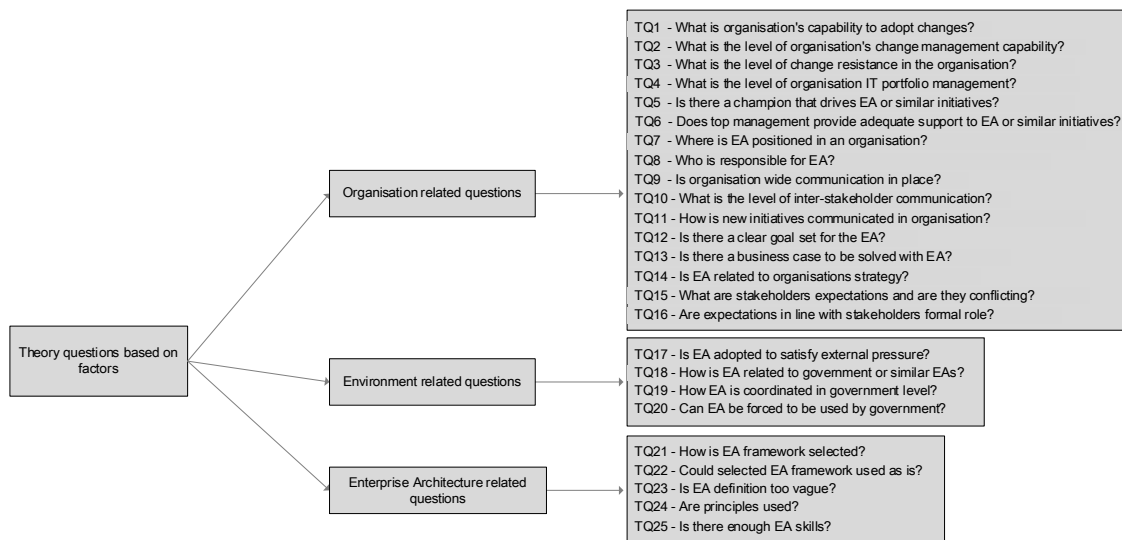 Theory questions based on
factors
Organisation related questions
TQ1 - What is organisation's capability to adopt changes?
TQ2 - What is the level of organisation's change management capability?
TQ3 - What is the level of change resistance in the organisation?
TQ4 - What is the level of organisation IT portfolio management?
TQ5 - Is there a champion that drives EA or similar initiatives?
TQ6 - Does top management provide adequate support to EA or similar initiatives?
TQ7 - Where is EA positioned in an organisation?
TQ8 - Who is responsible for EA?
TQ9 - Is organisation wide communication in place?
TQ10 - What is the level of inter-stakeholder communication?
TQ11 - How is new initiatives communicated in organisation?
TQ12 - Is there a clear goal set for the EA?
TQ13 - Is there a business case to be solved with EA?
TQ14 - Is EA related to organisations strategy?
TQ15 - What are stakeholders expectations and are they conflicting?
TQ16 - Are expectations in line with stakeholders formal role?
Environment related questions
TQ17 - Is EA adopted to satisfy external pressure?
TQ18 - How is EA related to government or similar EAs?
TQ19 - How EA is coordinated in government level?
TQ20 - Can EA be forced to be used by government?
Enterprise Architecture related
questions
TQ21 - How is EA framework selected?
TQ22 - Could selected EA framework used as is?
TQ23 - Is EA definition too vague?
TQ24 - Are principles used?
TQ25 - Is there enough EA skills?